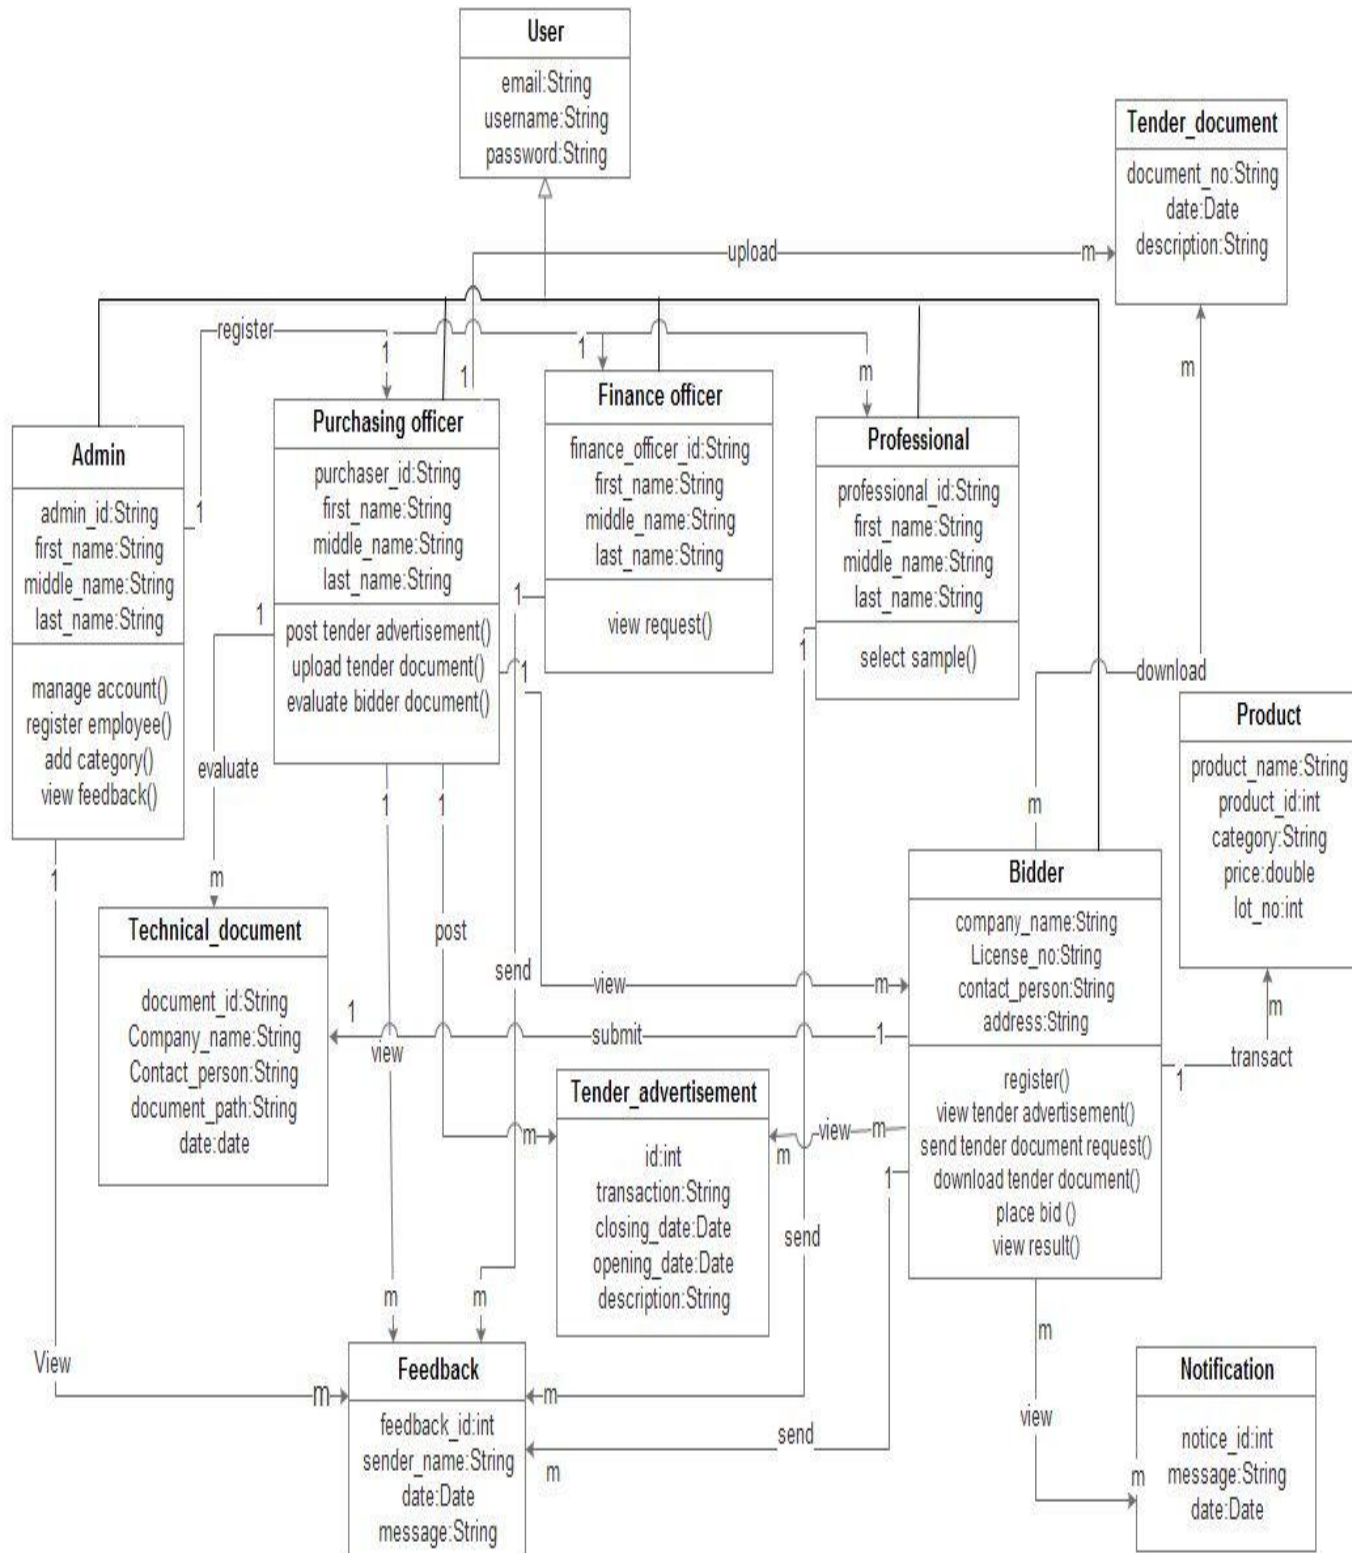 User
email:String
username:String
password:String
Tender_document
document_no:String
date:Date
description:String
upload
m
register
1
1
1
m
m
Admin
admin_id:String
first_name:String
middle_name:String
last_name:String
manage account()
register employee()
add category()
view feedback()
1
Purchasing officer
purchaser_id:String
first_name:String
middle_name:String
last_name:String
post tender advertisement()
upload tender document()
evaluate bidder document()
Finance officer
finance_officer_id:String
first_name:String
middle_name:String
last_name:String
view request()
Professional
professional_id:String
first_name:String
middle_name:String
last_name:String
select sample()
1
1
1
1
download
evaluate
m
1
1
1
m
Product
product_name:String
product_id:int
category:String
price:double
lot_no:int
Technical_document
document_id:String
Company_name:String
Contact_person:String
document_path:String
date:date
post
send
view
m
1
submit
1
view
Bidder
company_name:String
License_no:String
contact_person:String
address:String
register()
view tender advertisement()
send tender document request()
download tender document()
place bid ()
view result()
m
transact
1
Tender_advertisement
id:int
transaction:String
closing_date:Date
opening_date:Date
description:String
m
view
m
m
1
send
m
m
m
View
m
Feedback
feedback_id:int
sender_name:String
date:Date
message:String
m
send
m
view
m
Notification
notice_id:int
message:String
date:Date